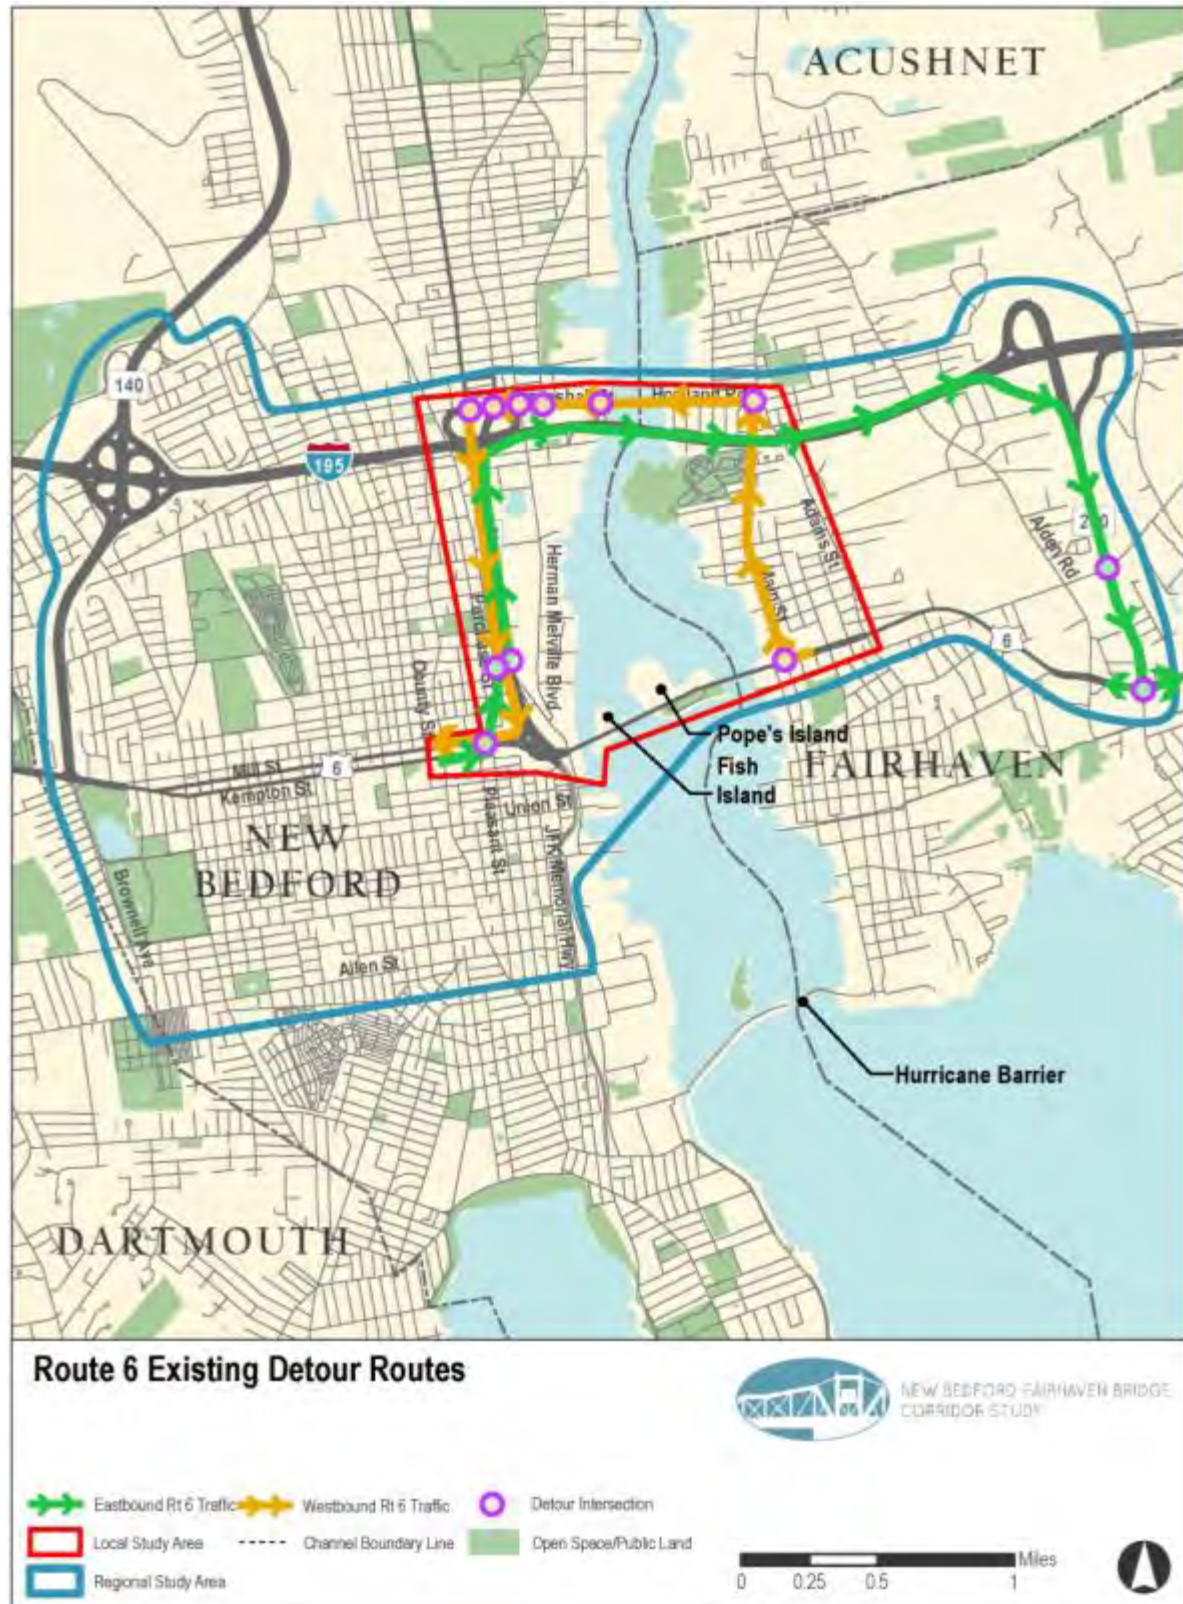 ACUSHNET
140
195
Adams St
Alden Rd
Herman Melville Blvd
Main St
6
County St
Pope's Island
Fish
Island
FAIRHAVEN
Mill St
6
Kempton St
Union St
Pleasant St
NEW
BEDFORD
JFK Memorial Hwy
Brownell Ave
Allen St
Hurricane Barrier
DARTMOUTH
Route 6 Existing Detour Routes
NEW BEDFORD-FAIRHAVEN BRIDGE
CORRIDOR STUDY
Eastbound Rt 6 Traffic
Westbound Rt 6 Traffic
Detour Intersection
Local Study Area
Channel Boundary Line
Open Space/Public Land
Regional Study Area
Miles
0 0.25 0.5 1